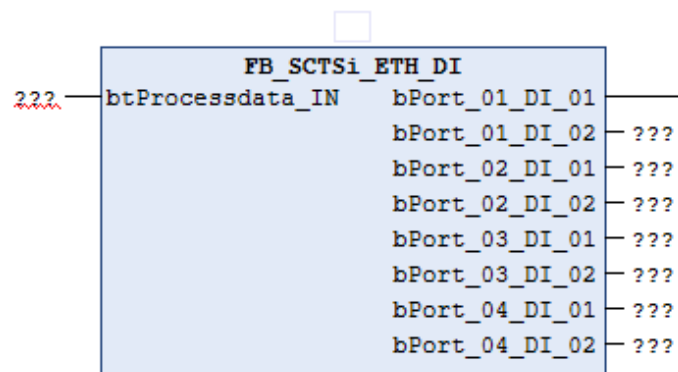 FB_SCTSi_ETH_DI
??? btProcessdata_IN bPort_01_DI_01
bPort_01_DI_02 ???
bPort_02_DI_01 ???
bPort_02_DI_02 ???
bPort_03_DI_01 ???
bPort_03_DI_02 ???
bPort_04_DI_01 ???
bPort_04_DI_02 ???